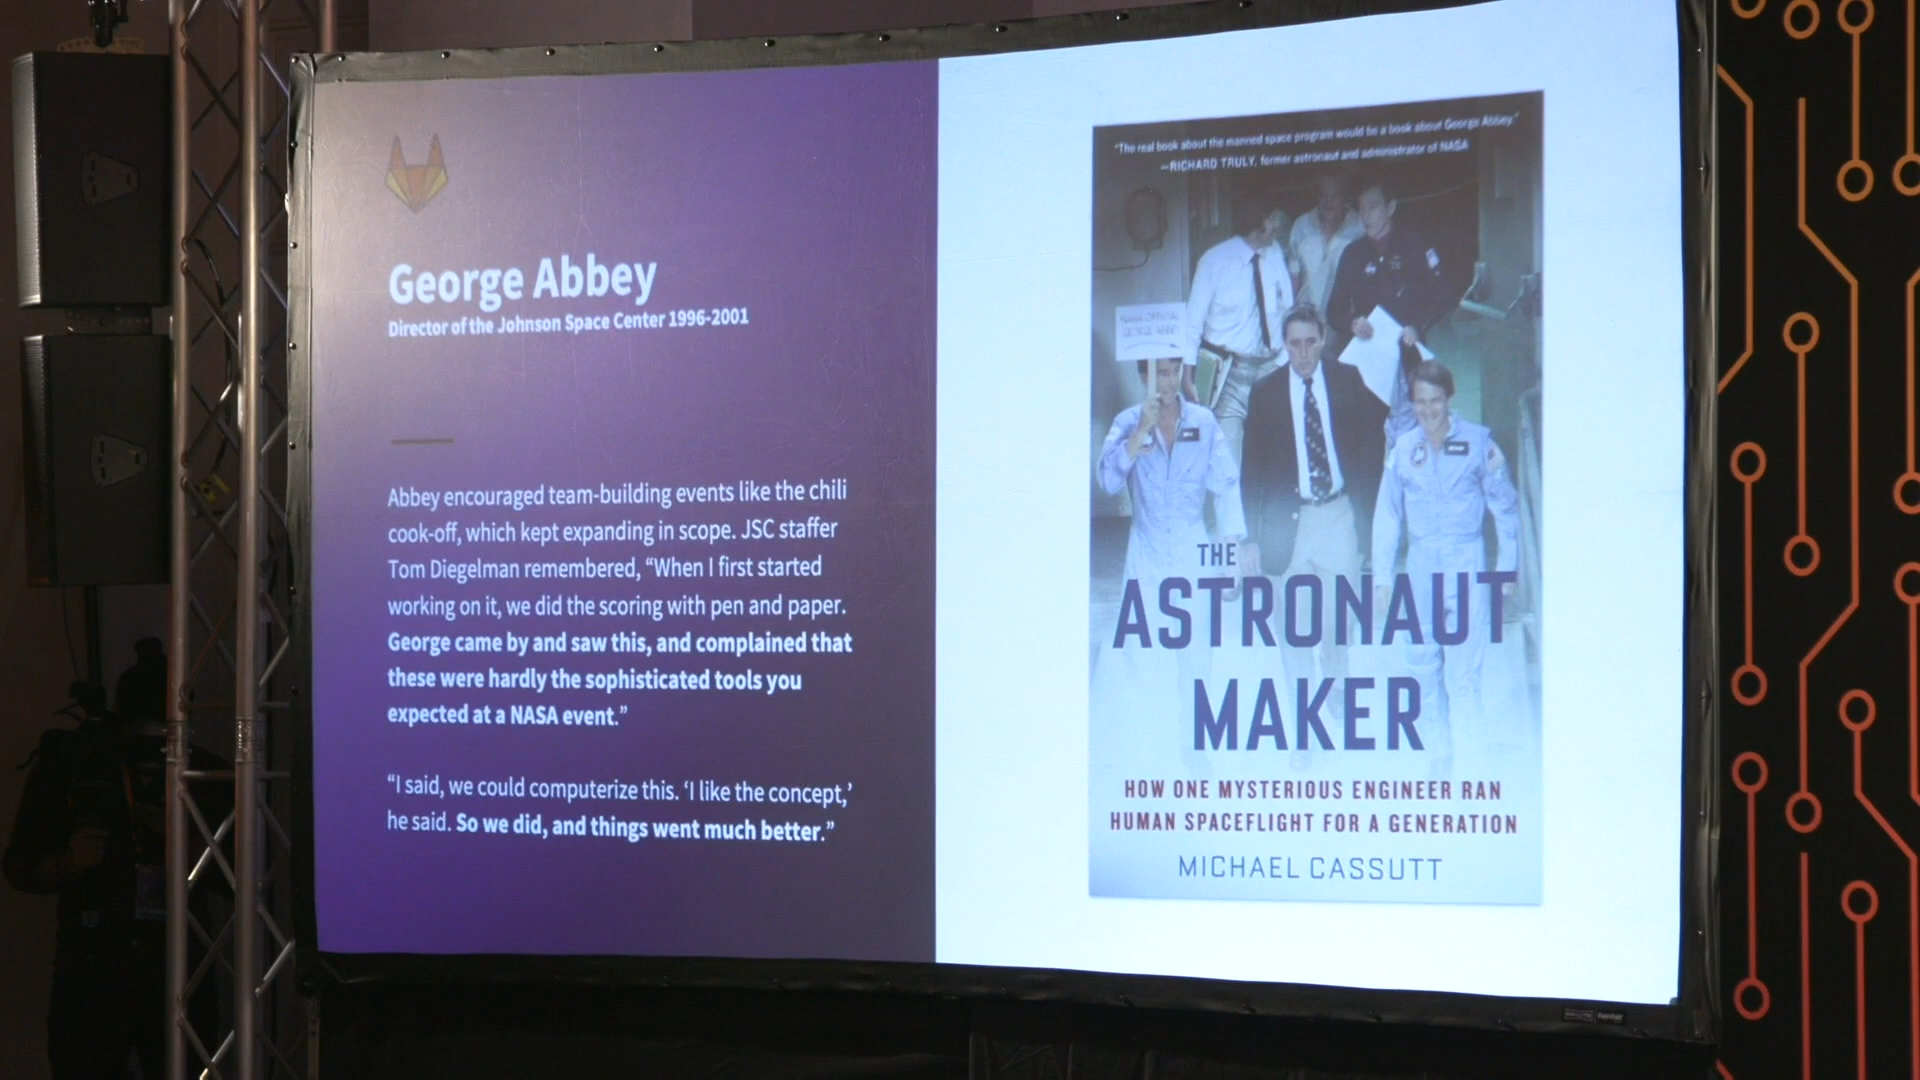 George Abbey
Director of the Johnson Space Center 1996-2001
Abbey encouraged team-building events like the chili
cook-off, which kept expanding in scope. JSC staffer
Tom Diegelman remembered, “When I first started
working on it, we did the scoring with pen and paper.
George came by and saw this, and complained that
these were hardly the sophisticated tools you
expected at a NASA event.”
“I said, we could computerize this. ‘I like the concept,’
he said. So we did, and things went much better.”
“The real book about the manned space program would be a book about George Abbey.”
—RICHARD TRULY, former astronaut and administrator of NASA
THE
ASTRONAUT
MAKER
HOW ONE MYSTERIOUS ENGINEER RAN
HUMAN SPACEFLIGHT FOR A GENERATION
MICHAEL CASSUTT